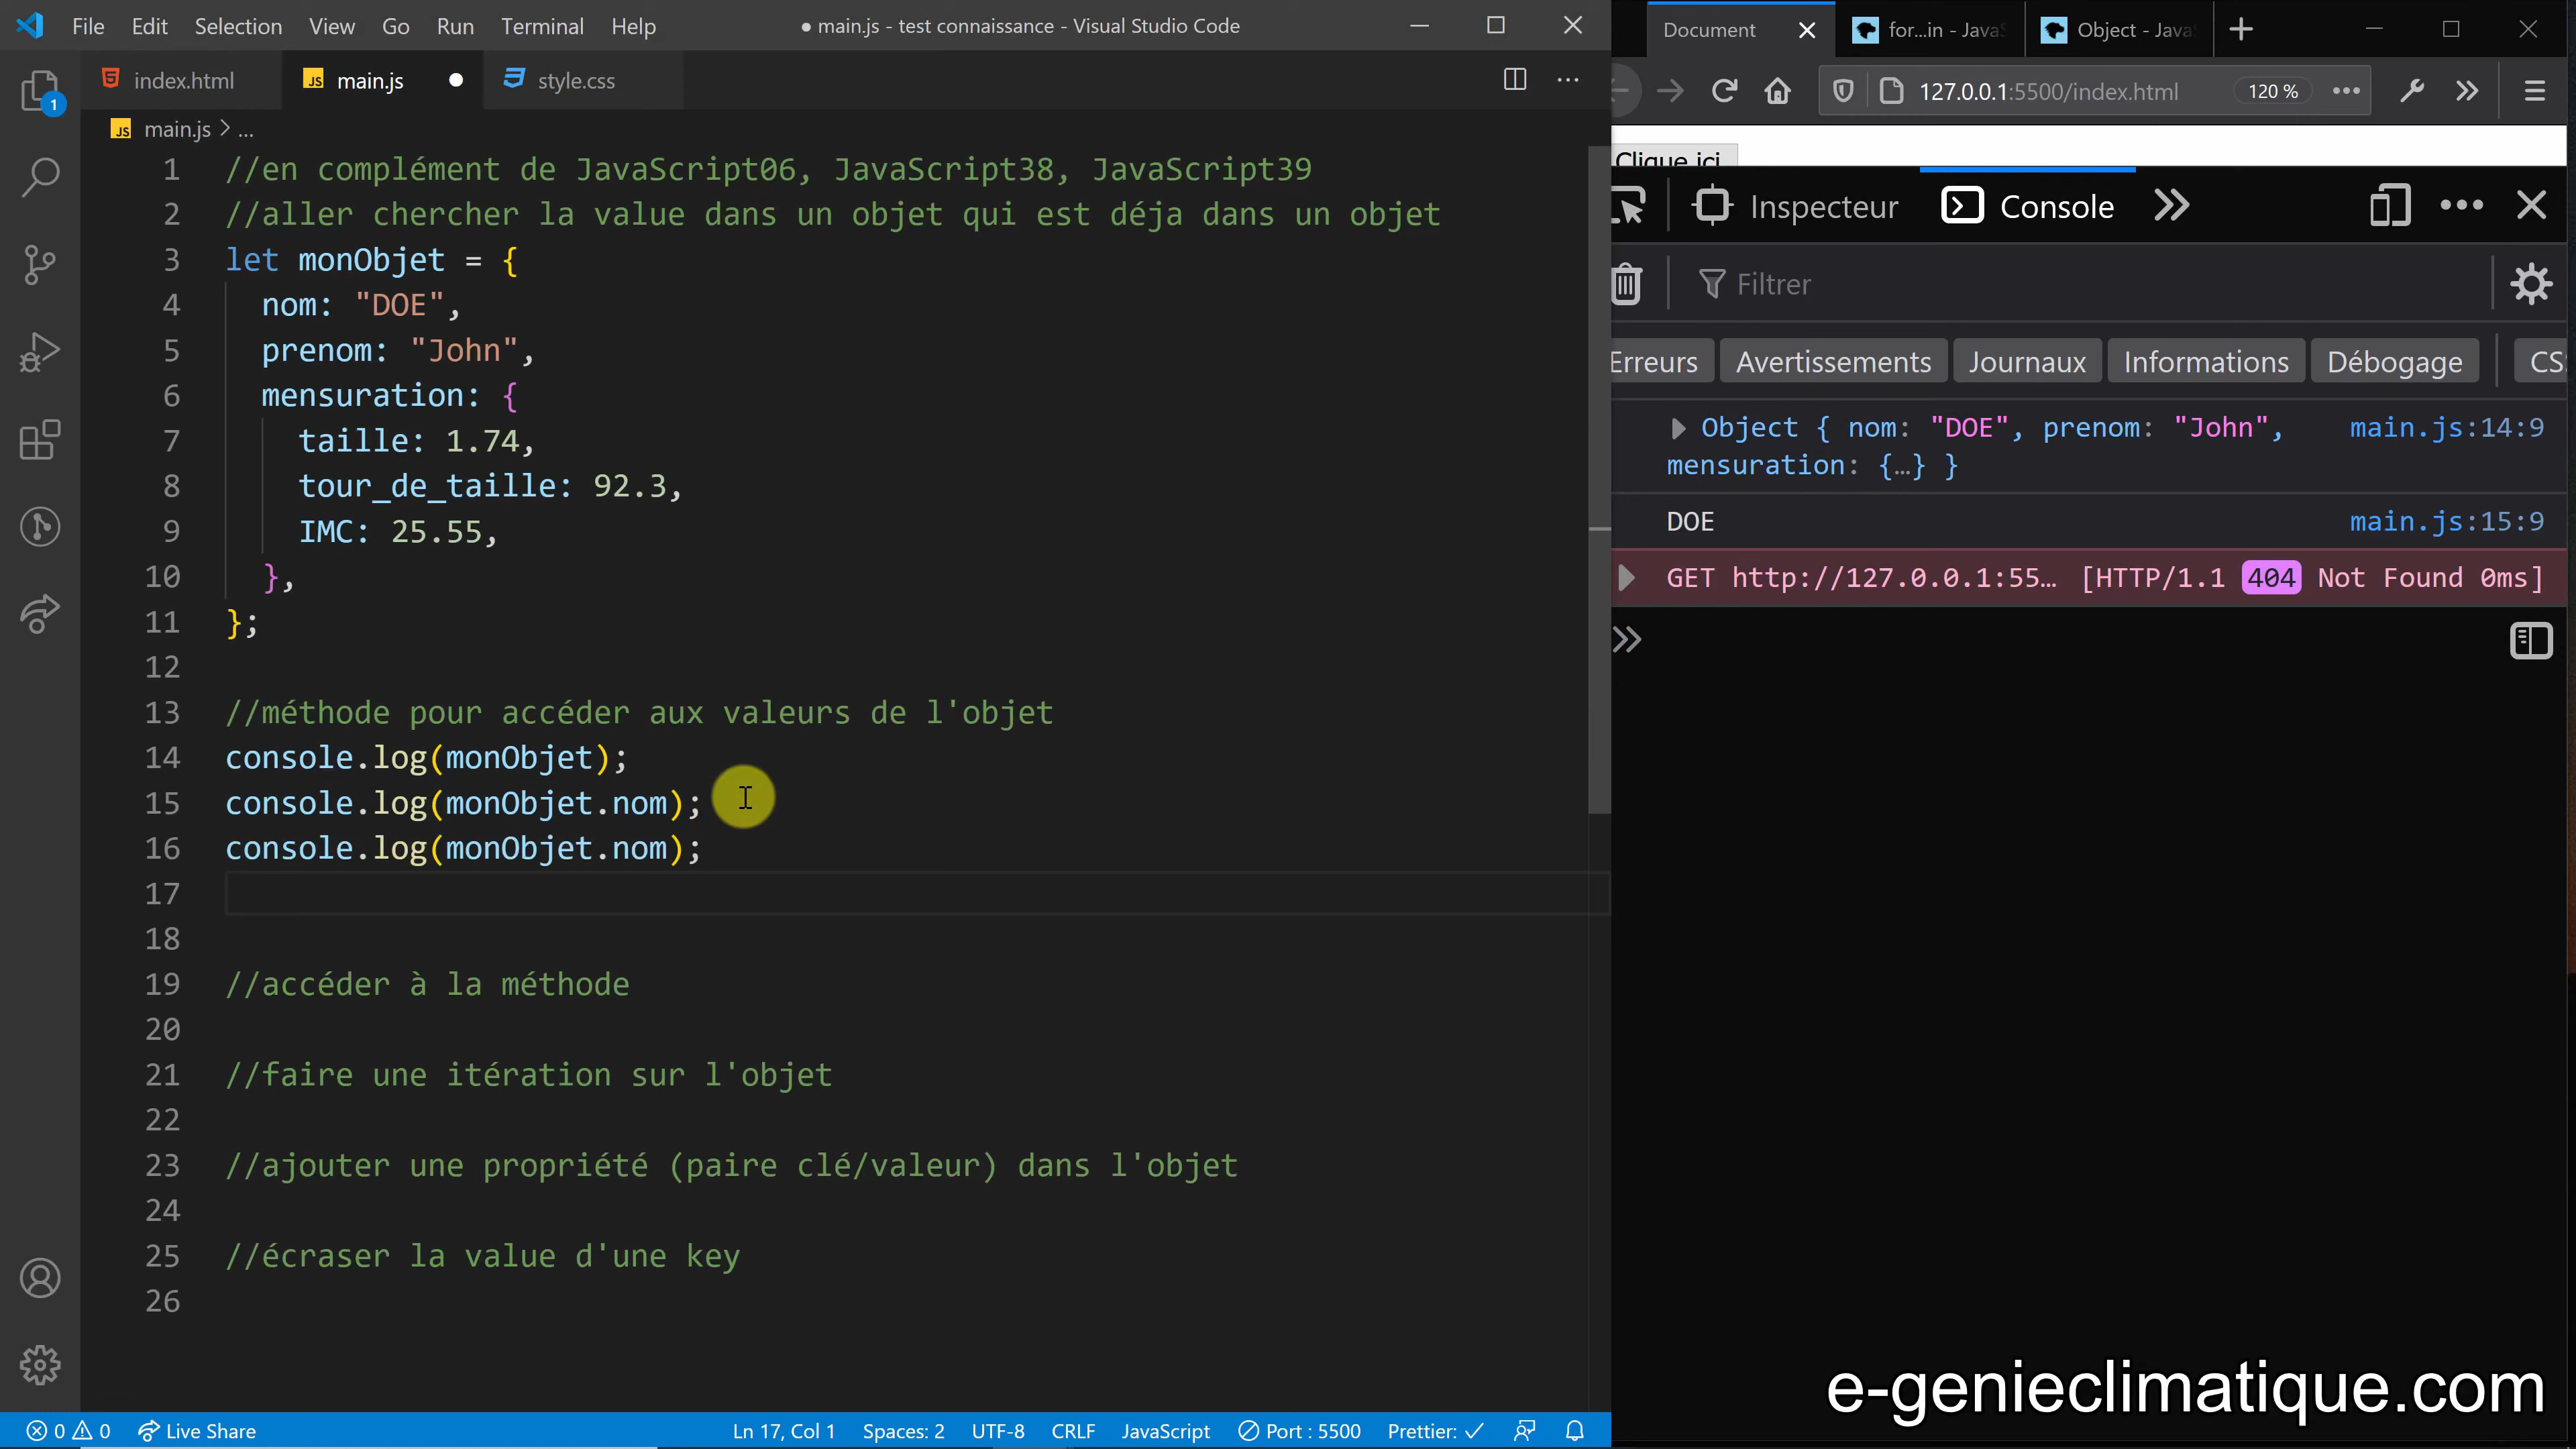 File Edit Selection View Go Run Terminal Help
● main.js - test connaissance - Visual Studio Code
index.html
JS main.js
style.css
JS main.js > ...
1 //en complément de JavaScript06, JavaScript38, JavaScript39
2 //aller chercher la value dans un objet qui est déja dans un objet
3 let monObjet = {
4 nom: "DOE",
5 prenom: "John",
6 mensuration: {
7 taille: 1.74,
8 tour_de_taille: 92.3,
9 IMC: 25.55,
10 },
11 };
12
13 //méthode pour accéder aux valeurs de l'objet
14 console.log(monObjet);
15 console.log(monObjet.nom);
16 console.log(monObjet.nom);
17
18
19 //accéder à la méthode
20
21 //faire une itération sur l'objet
22
23 //ajouter une propriété (paire clé/valeur) dans l'objet
24
25 //écraser la value d'une key
26
1
0 0 Live Share Ln 17, Col 1 Spaces: 2 UTF-8 CRLF JavaScript Port : 5500 Prettier: ✓
Document for...in - Java Object - Java
127.0.0.1:5500/index.html 120 %
Clique ici
Inspecteur Console
Filtrer
Erreurs Avertissements Journaux Informations Débogage CS
Object { nom: "DOE", prenom: "John", main.js:14:9
mensuration: {…} }
DOE main.js:15:9
GET http://127.0.0.1:55… [HTTP/1.1 404 Not Found 0ms]
e-genieclimatique.com